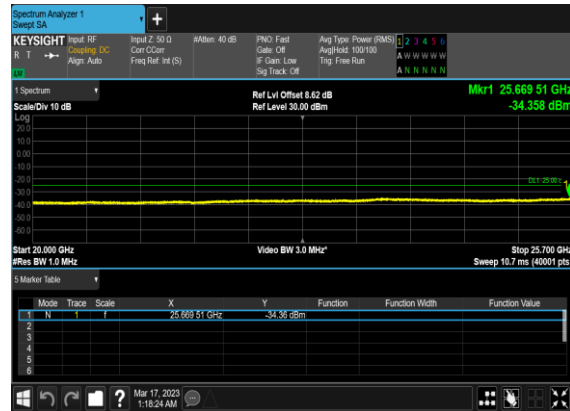 Spectrum Analyzer 1
Swept SA
+
KEYSIGHT Input: RF Input Z: 50 Ω #Atten: 40 dB PNO: Fast Avg Type: Power (RMS) 1 2 3 4 5 6
R T Coupling: DC Corr CCorr Gate: Off Avg|Hold: 100/100 A W W W W W
Align: Auto Freq Ref: Int (S) IF Gain: Low Trig: Free Run
LW Sig Track: Off A N N N N N
1 Spectrum Ref Lvl Offset 8.62 dB Mkr1 25.669 51 GHz
Scale/Div 10 dB Ref Level 30.00 dBm -34.358 dBm
Log
20.0
10.0
0.00
-10.0
-20.0
DL1 -25.00
-30.0
1
-40.0
-50.0
-60.0
Start 20.000 GHz Video BW 3.0 MHz* Stop 25.700 GHz
#Res BW 1.0 MHz Sweep 10.7 ms (40001 pts)
5 Marker Table
Mode Trace Scale X Y Function Function Width Function Value
1 N 1 f 25.669 51 GHz -34.36 dBm
2
3
4
5
6
? Mar 17, 2023
1:18:24 AM